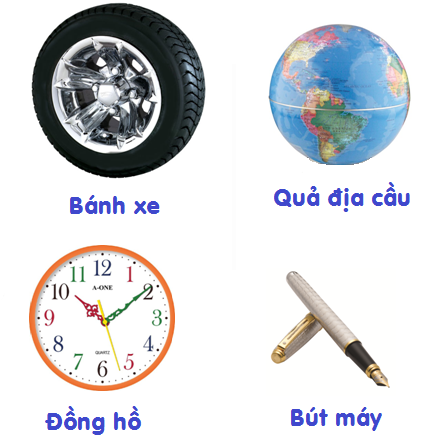 Bánh xe
Quả địa cầu
12
11 1
10 2
9 3
8 4
7 5
6
A-ONE
QUARTZ
Đồng hồ
Bút máy